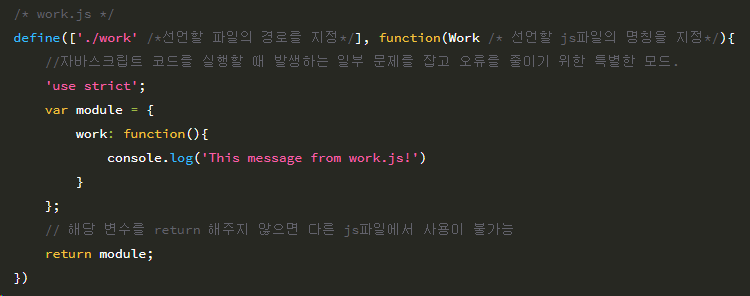 /* work.js */
define(['./work' /*선언할 파일의 경로를 지정*/], function(Work /* 선언할 js파일의 명칭을 지정*/){
    //자바스크립트 코드를 실행할 때 발생하는 일부 문제를 잡고 오류를 줄이기 위한 특별한 모드.
    'use strict';
    var module = {
        work: function(){
            console.log('This message from work.js!')
        }
    };
    // 해당 변수를 return 해주지 않으면 다른 js파일에서 사용이 불가능
    return module;
})